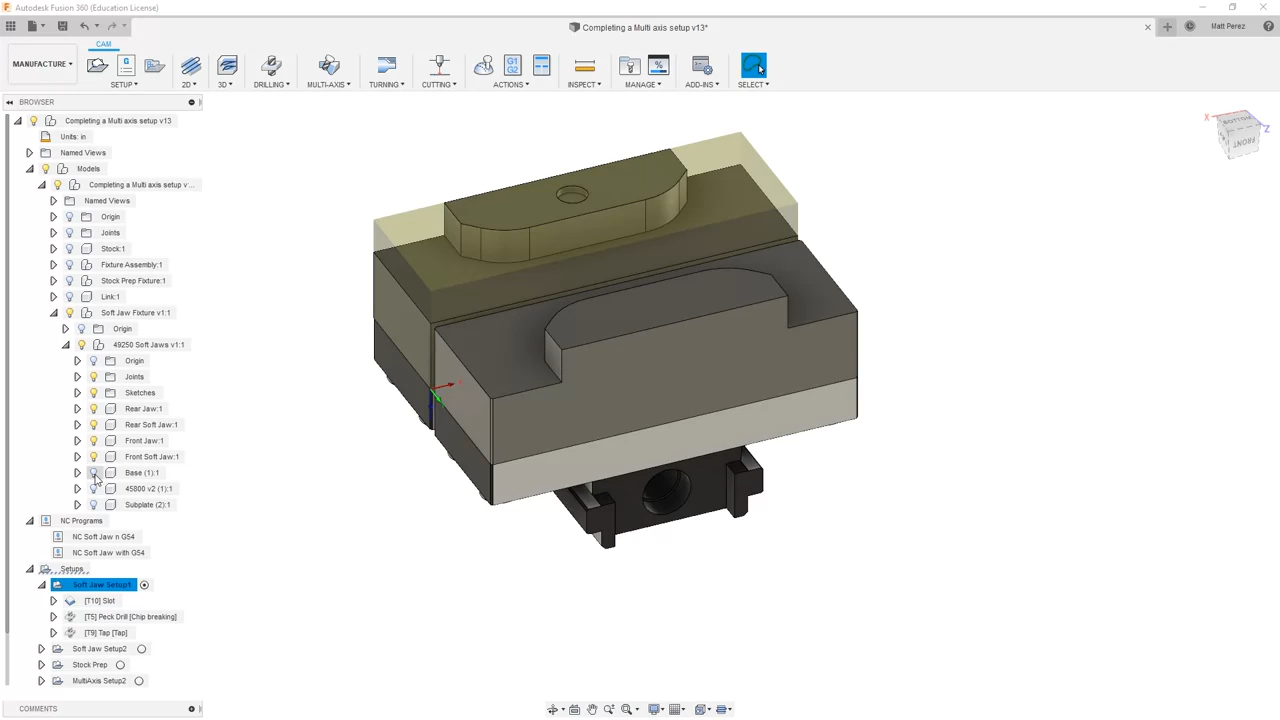 Autodesk Fusion 360 (Education License)
Completing a Multi axis setup v13*
Matt Perez
CAM
MANUFACTURE
SETUP
2D
3D
DRILLING
MULTI-AXIS
TURNING
CUTTING
G1
G2
ACTIONS
INSPECT
%
MANAGE
ADD-INS
SELECT
BROWSER
Completing a Multi axis setup v13
Units: in
Named Views
Models
Completing a Multi axis setup v:...
Named Views
Origin
Joints
Stock:1
Fixture Assembly:1
Stock Prep Fixture:1
Link:1
Soft Jaw Fixture v1:1
Origin
49250 Soft Jaws v1:1
Origin
Joints
Sketches
Rear Jaw:1
Rear Soft Jaw:1
Front Jaw:1
Front Soft Jaw:1
Base (1):1
45800 v2 (1):1
Subplate (2):1
NC Programs
NC Soft Jaw n G54
NC Soft Jaw with G54
Setups
Soft Jaw Setup1
[T10] Slot
[T5] Peck Drill [Chip breaking]
[T9] Tap [Tap]
Soft Jaw Setup2
Stock Prep
MultiAxis Setup2
COMMENTS
X
BOTTOM
Z
FRONT